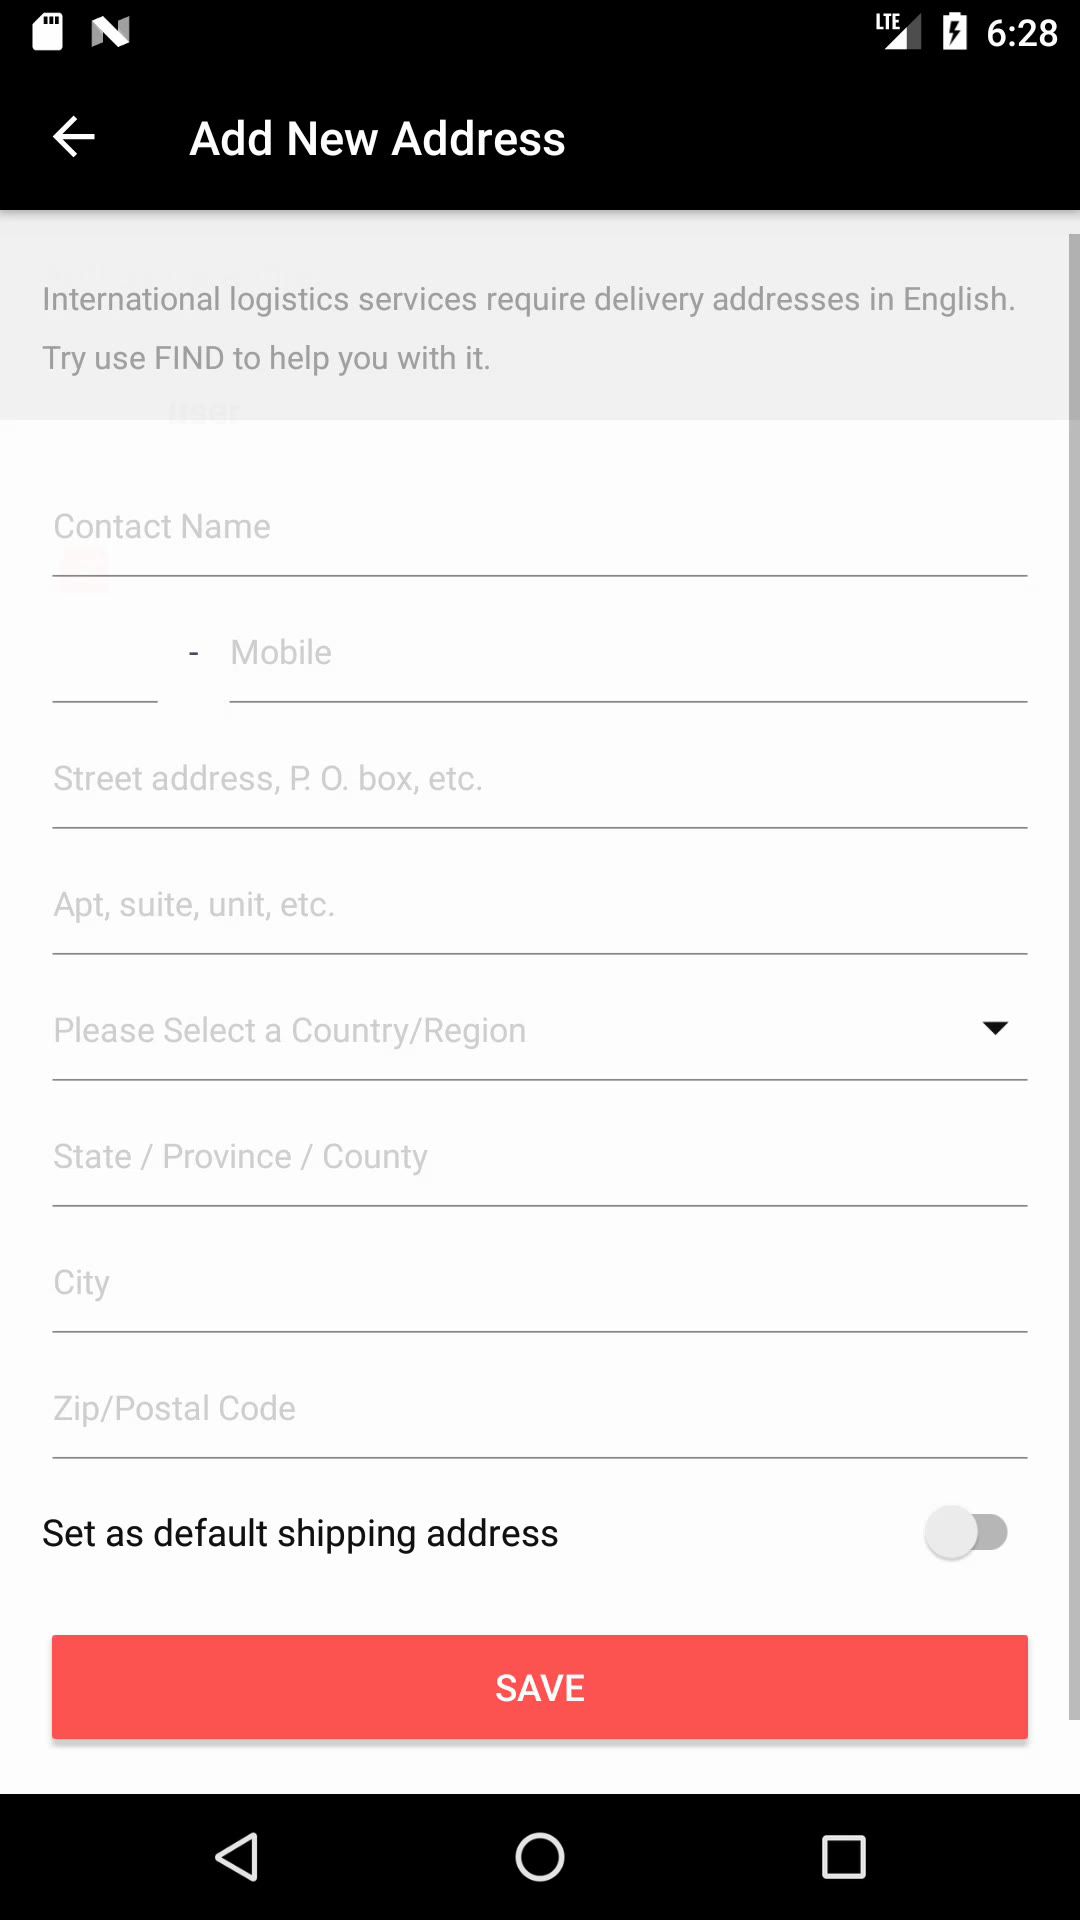 LTE 6:28
Add New Address
International logistics services require delivery addresses in English.
Try use FIND to help you with it.
user
Contact Name
- Mobile
Street address, P. O. box, etc.
Apt, suite, unit, etc.
Please Select a Country/Region
State / Province / County
City
Zip/Postal Code
Set as default shipping address
SAVE